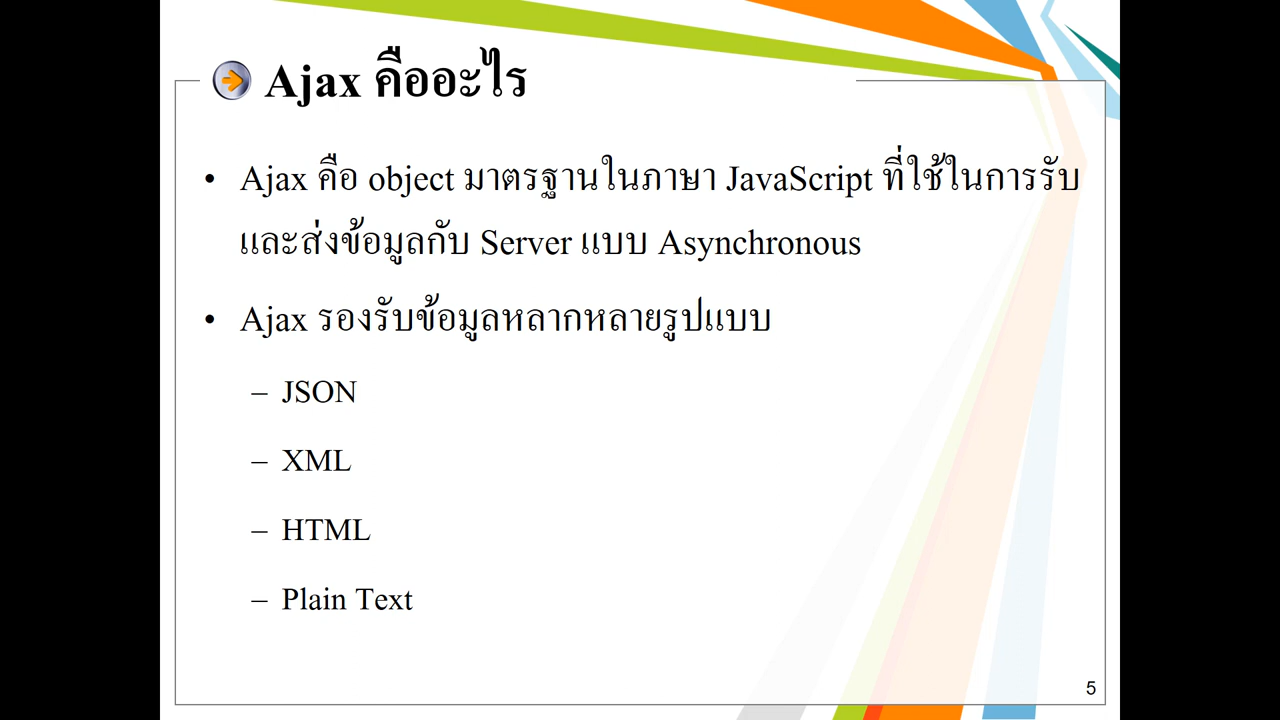 Ajax คืออะไร
• Ajax คือ object มาตรฐานในภาษา JavaScript ที่ใช้ในการรับ
และส่งข้อมูลกับ Server แบบ Asynchronous
• Ajax รองรับข้อมูลหลากหลายรูปแบบ
– JSON
– XML
– HTML
– Plain Text
5